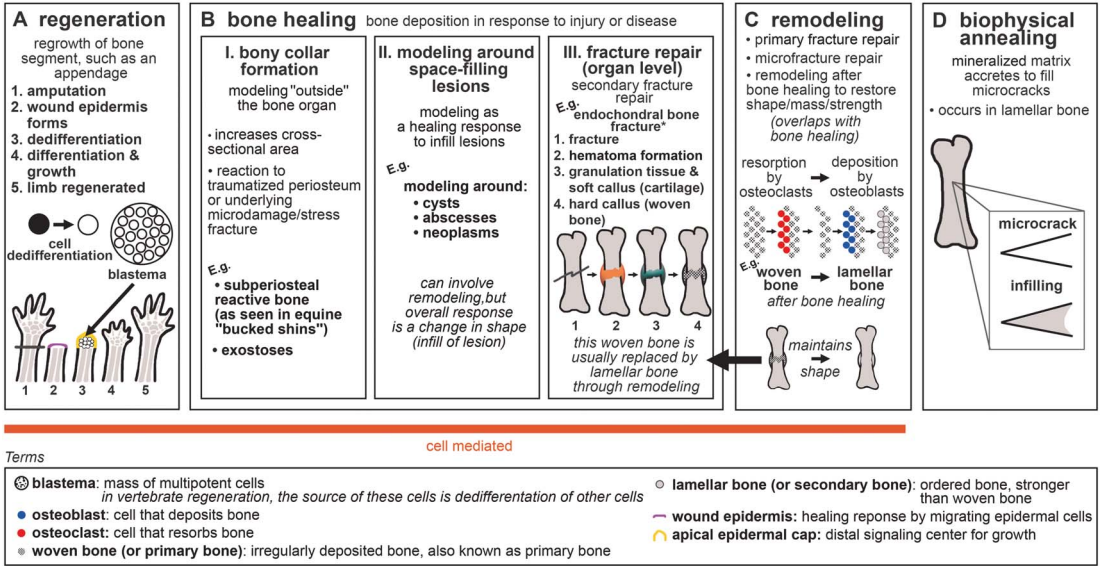 A regeneration
regrowth of bone
segment, such as an
appendage
1. amputation
2. wound epidermis
forms
3. dedifferentiation
4. differentiation &
growth
5. limb regenerated
cell
dedifferentiation
blastema
1 2 3 4 5
B bone healing bone deposition in response to injury or disease
I. bony collar
formation
modeling "outside"
the bone organ
• increases cross-
sectional area
• reaction to
traumatized periosteum
or underlying
microdamage/stress
fracture
E.g.
• subperiosteal
reactive bone
(as seen in equine
"bucked shins")
• exostoses
II. modeling around
space-filling
lesions
modeling as
a healing response
to infill lesions
E.g.
modeling around:
• cysts
• abscesses
• neoplasms
can involve
remodeling,but
overall response
is a change in shape
(infill of lesion)
III. fracture repair
(organ level)
secondary fracture
repair
E.g.
endochondral bone
fracture*
1. fracture
2. hematoma formation
3. granulation tissue &
soft callus (cartilage)
4. hard callus (woven
bone)
1 2 3 4
this woven bone is
usually replaced by
lamellar bone
through remodeling
C remodeling
• primary fracture repair
• microfracture repair
• remodeling after
bone healing to restore
shape/mass/strength
(overlaps with
bone healing)
resorption
by
osteoclasts
deposition
by
osteoblasts
E.g.
woven
bone
lamellar
bone
after bone healing
maintains
shape
D biophysical
annealing
mineralized matrix
accretes to fill
microcracks
• occurs in lamellar bone
microcrack
infilling
cell mediated
Terms
blastema: mass of multipotent cells
in vertebrate regeneration, the source of these cells is dedifferentation of other cells
osteoblast: cell that deposits bone
osteoclast: cell that resorbs bone
woven bone (or primary bone): irregularly deposited bone, also known as primary bone
lamellar bone (or secondary bone): ordered bone, stronger
than woven bone
wound epidermis: healing reponse by migrating epidermal cells
apical epidermal cap: distal signaling center for growth